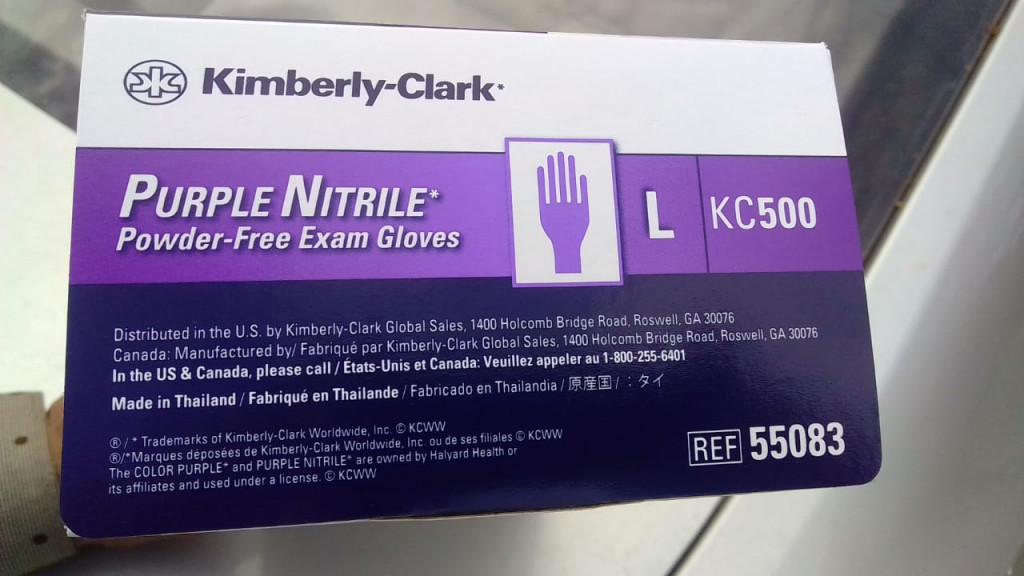 Kimberly-Clark*
PURPLE NITRILE*
Powder-Free Exam Gloves
L
KC500
Distributed in the U.S. by Kimberly-Clark Global Sales, 1400 Holcomb Bridge Road, Roswell, GA 30076
Canada: Manufactured by/ Fabriqué par Kimberly-Clark Global Sales, 1400 Holcomb Bridge Road, Roswell, GA 30076
In the US & Canada, please call / États-Unis et Canada: Veuillez appeler au 1-800-255-6401
Made in Thailand / Fabriqué en Thailande / Fabricado en Thailandia / 原産国 / : タイ
®/ * Trademarks of Kimberly-Clark Worldwide, Inc. © KCWW
®/*Marques déposées de Kimberly-Clark Worldwide, Inc. ou de ses filiales © KCWW
The COLOR PURPLE* and PURPLE NITRILE* are owned by Halyard Health or
its affiliates and used under a license. © KCWW
REF 55083